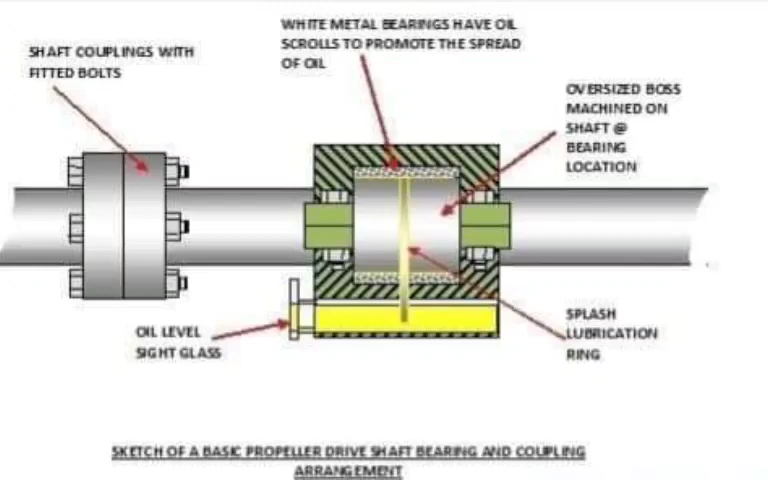 WHITE METAL BEARINGS HAVE OIL
SCROLLS TO PROMOTE THE SPREAD
OF OIL
SHAFT COUPLINGS WITH
FITTED BOLTS
OVERSIZED BOSS
MACHINED ON
SHAFT @
BEARING
LOCATION
SPLASH
LUBRICATION
RING
OIL LEVEL
SIGHT GLASS
SKETCH OF A BASIC PROPELLER DRIVE SHAFT BEARING AND COUPLING
ARRANGEMENT